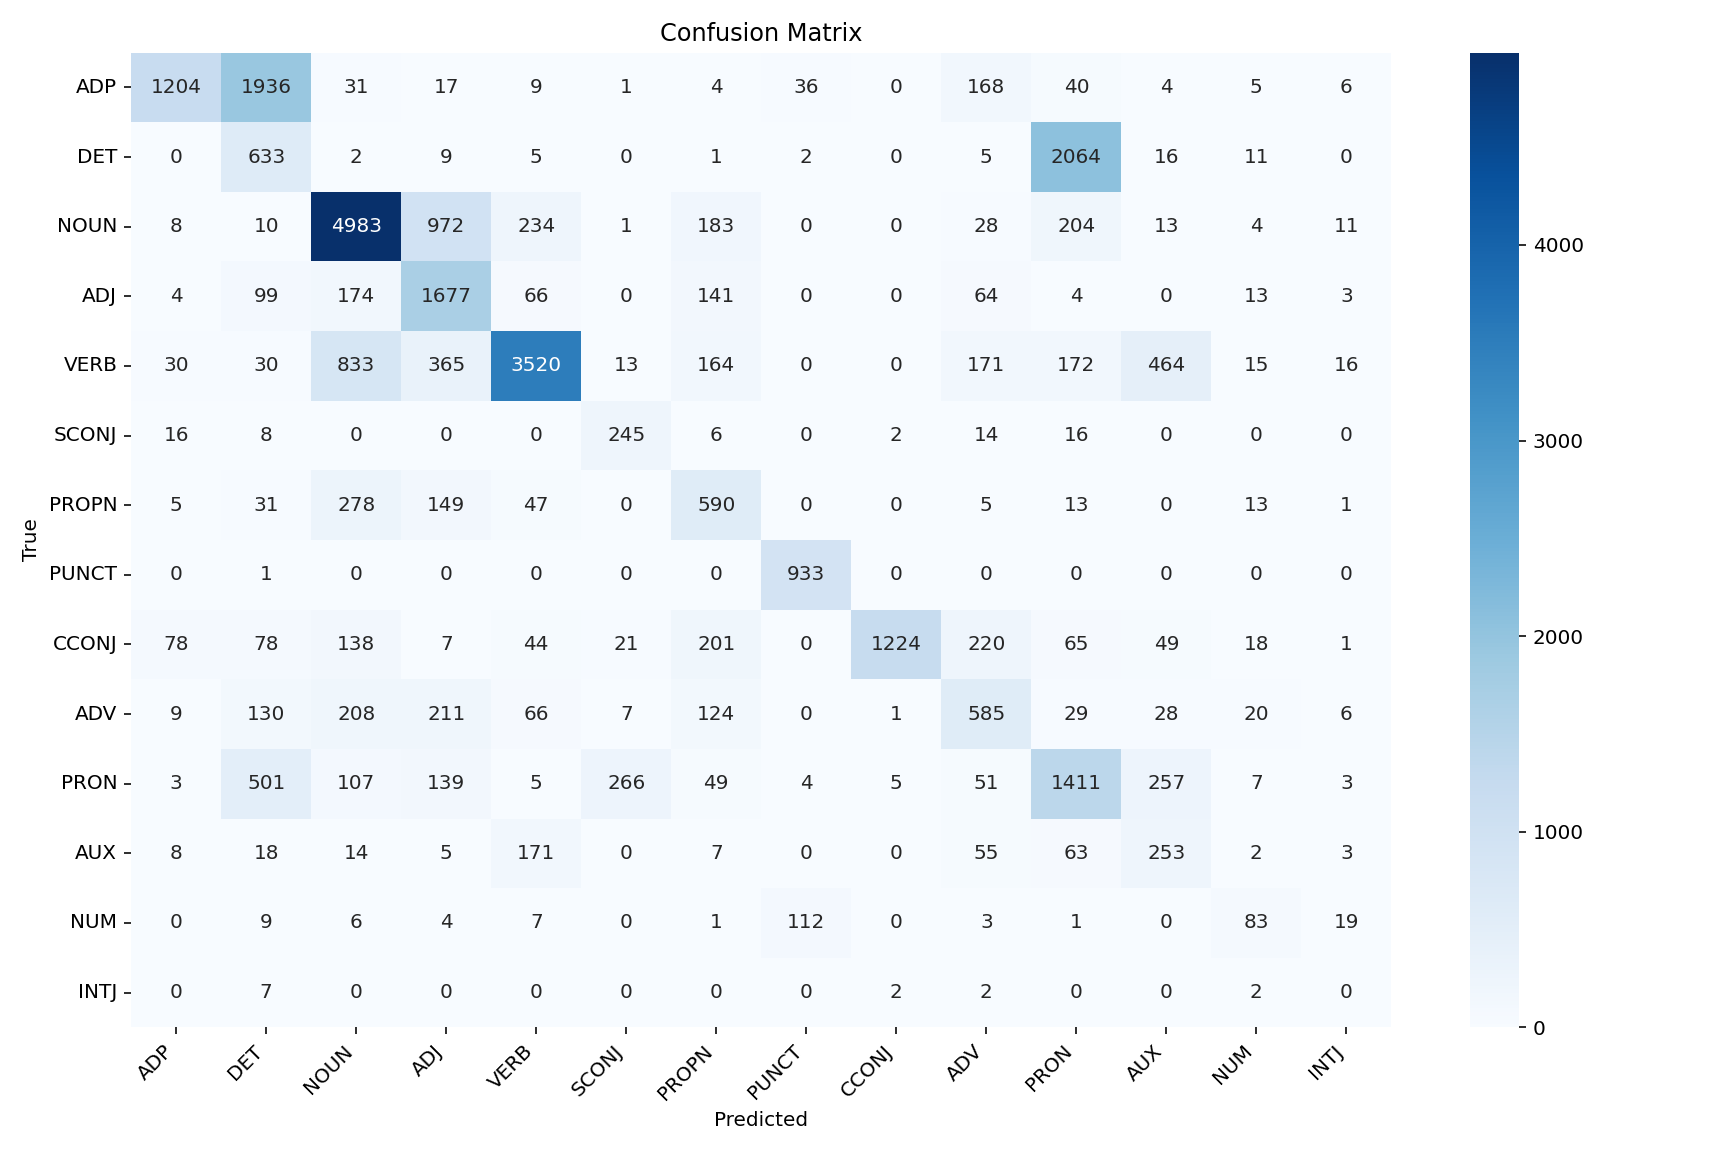 Confusion Matrix
ADP 1204 1936 31 17 9 1 4 36 0 168 40 4 5 6
DET 0 633 2 9 5 0 1 2 0 5 2064 16 11 0
NOUN 8 10 4983 972 234 1 183 0 0 28 204 13 4 11
ADJ 4 99 174 1677 66 0 141 0 0 64 4 0 13 3
VERB 30 30 833 365 3520 13 164 0 0 171 172 464 15 16
SCONJ 16 8 0 0 0 245 6 0 2 14 16 0 0 0
PROPN 5 31 278 149 47 0 590 0 0 5 13 0 13 1
PUNCT 0 1 0 0 0 0 0 933 0 0 0 0 0 0
CCONJ 78 78 138 7 44 21 201 0 1224 220 65 49 18 1
ADV 9 130 208 211 66 7 124 0 1 585 29 28 20 6
PRON 3 501 107 139 5 266 49 4 5 51 1411 257 7 3
AUX 8 18 14 5 171 0 7 0 0 55 63 253 2 3
NUM 0 9 6 4 7 0 1 112 0 3 1 0 83 19
INTJ 0 7 0 0 0 0 0 0 2 2 0 0 2 0
True
ADP DET NOUN ADJ VERB SCONJ PROPN PUNCT CCONJ ADV PRON AUX NUM INTJ
Predicted
4000
3000
2000
1000
0